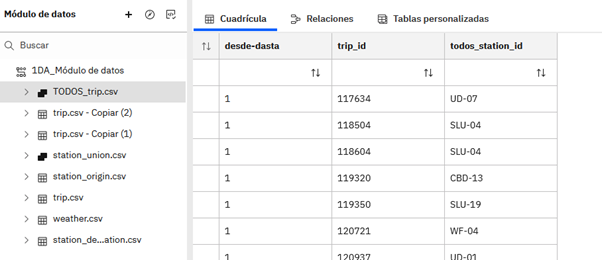 Módulo de datos
Buscar
1DA_Módulo de datos
TODOS_trip.csv
trip.csv - Copiar (2)
trip.csv - Copiar (1)
station_union.csv
station_origin.csv
trip.csv
weather.csv
station_de...ation.csv
Cuadrícula Relaciones Tablas personalizadas
desde-dasta trip_id todos_station_id
1 117634 UD-07
1 118504 SLU-04
1 118604 SLU-04
1 119320 CBD-13
1 119350 SLU-19
1 120721 WF-04
1 120937 UD-01